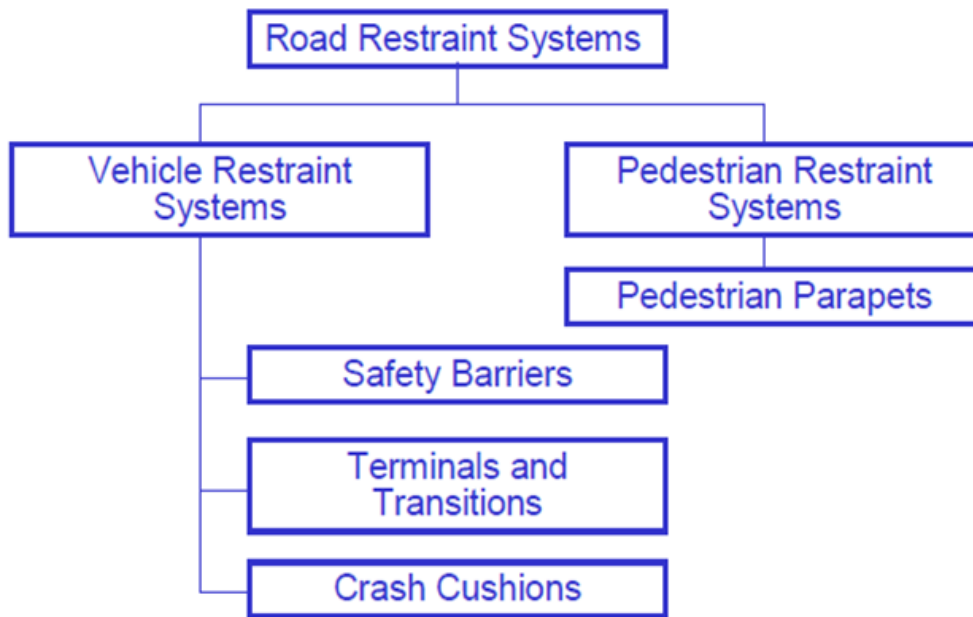 Road Restraint Systems
Vehicle Restraint
Systems
Pedestrian Restraint
Systems
Pedestrian Parapets
Safety Barriers
Terminals and
Transitions
Crash Cushions